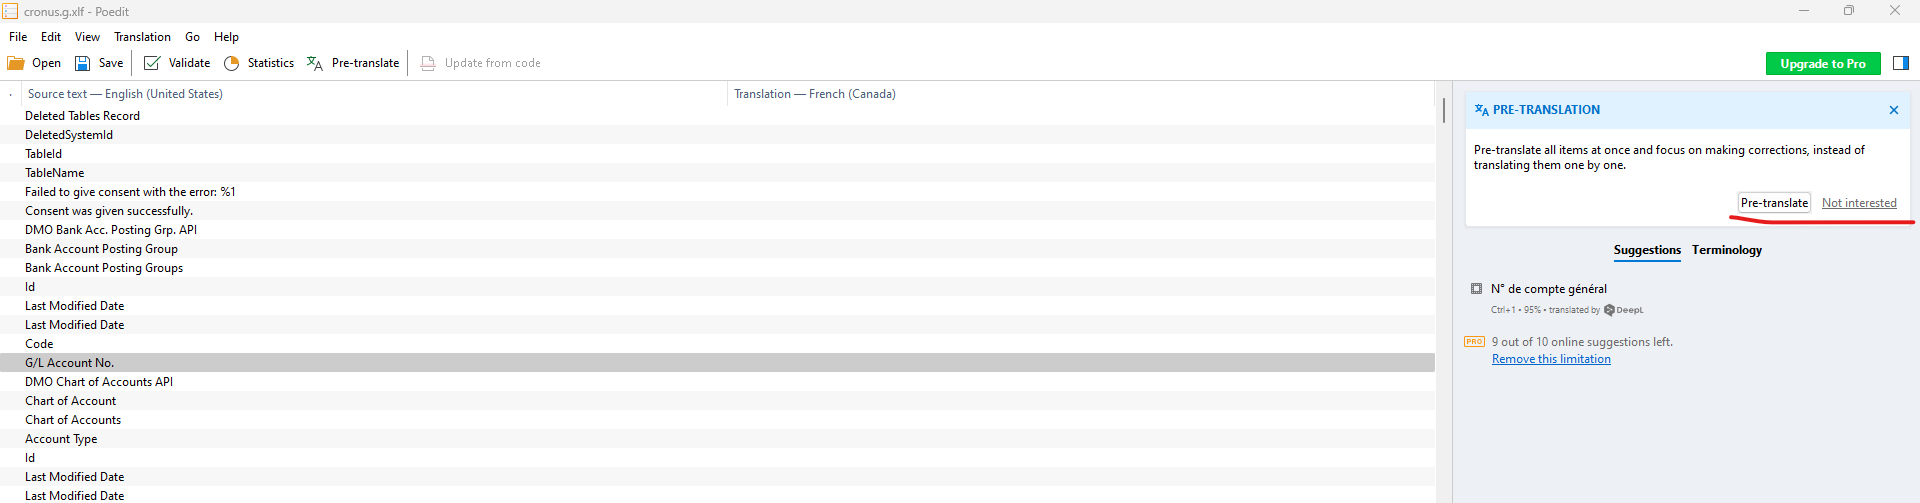 cronus.g.xlf - Poedit
File Edit View Translation Go Help
Open Save Validate Statistics Pre-translate Update from code Upgrade to Pro
Source text — English (United States) Translation — French (Canada)
Deleted Tables Record
DeletedSystemId
TableId
TableName
Failed to give consent with the error: %1
Consent was given successfully.
DMO Bank Acc. Posting Grp. API
Bank Account Posting Group
Bank Account Posting Groups
Id
Last Modified Date
Last Modified Date
Code
G/L Account No.
DMO Chart of Accounts API
Chart of Account
Chart of Accounts
Account Type
Id
Last Modified Date
Last Modified Date
PRE-TRANSLATION
Pre-translate all items at once and focus on making corrections, instead of
translating them one by one.
Pre-translate Not interested
Suggestions Terminology
N° de compte général
Ctrl+1 • 95% • translated by DeepL
PRO 9 out of 10 online suggestions left.
Remove this limitation